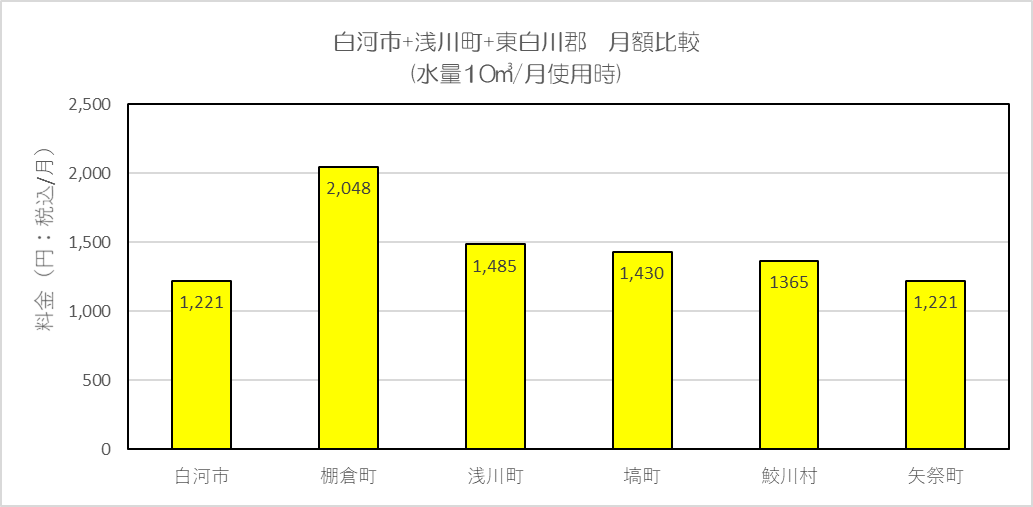 白河市+浅川町+東白川郡　月額比較
(水量10㎥/月使用時)
料金（円：税込/月）
2,500
2,000
1,500
1,000
500
0
1,221
2,048
1,485
1,430
1365
1,221
白河市
棚倉町
浅川町
塙町
鮫川村
矢祭町